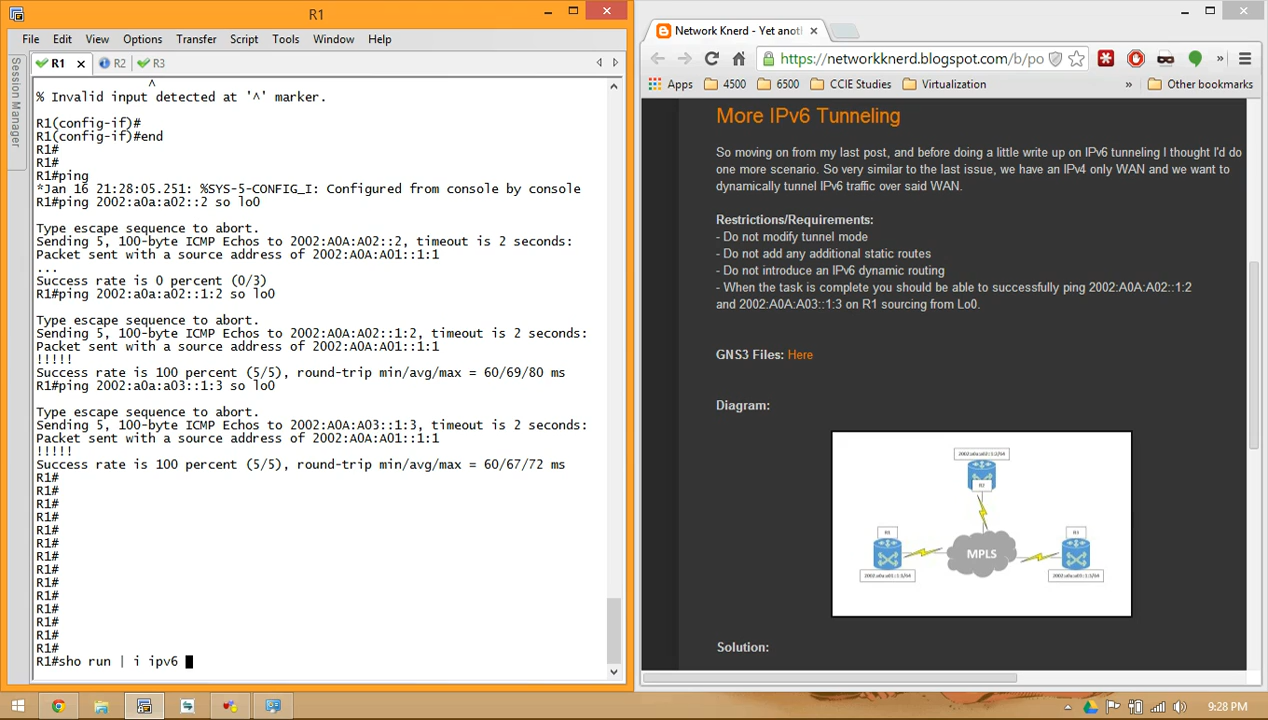 R1
File Edit View Options Transfer Script Tools Window Help
R1 R2 R3
Session Manager
^
% Invalid input detected at '^' marker.
R1(config-if)#
R1(config-if)#end
R1#
R1#
R1#ping
*Jan 16 21:28:05.251: %SYS-5-CONFIG_I: Configured from console by console
R1#ping 2002:a0a:a02::2 so lo0
Type escape sequence to abort.
Sending 5, 100-byte ICMP Echos to 2002:A0A:A02::2, timeout is 2 seconds:
Packet sent with a source address of 2002:A0A:A01::1:1
...
Success rate is 0 percent (0/3)
R1#ping 2002:a0a:a02::1:2 so lo0
Type escape sequence to abort.
Sending 5, 100-byte ICMP Echos to 2002:A0A:A02::1:2, timeout is 2 seconds:
Packet sent with a source address of 2002:A0A:A01::1:1
!!!!!
Success rate is 100 percent (5/5), round-trip min/avg/max = 60/69/80 ms
R1#ping 2002:a0a:a03::1:3 so lo0
Type escape sequence to abort.
Sending 5, 100-byte ICMP Echos to 2002:A0A:A03::1:3, timeout is 2 seconds:
Packet sent with a source address of 2002:A0A:A01::1:1
!!!!!
Success rate is 100 percent (5/5), round-trip min/avg/max = 60/67/72 ms
R1#
R1#
R1#
R1#
R1#
R1#
R1#
R1#
R1#
R1#
R1#
R1#
R1#
R1#
R1#sho run | i ipv6
Network Knerd - Yet anoth
https://networkknerd.blogspot.com/b/po
Apps 4500 6500 CCIE Studies Virtualization » Other bookmarks
More IPv6 Tunneling
So moving on from my last post, and before doing a little write up on IPv6 tunneling I thought I'd do
one more scenario. So very similar to the last issue, we have an IPv4 only WAN and we want to
dynamically tunnel IPv6 traffic over said WAN.
Restrictions/Requirements:
- Do not modify tunnel mode
- Do not add any additional static routes
- Do not introduce an IPv6 dynamic routing
- When the task is complete you should be able to successfully ping 2002:A0A:A02::1:2
and 2002:A0A:A03::1:3 on R1 sourcing from Lo0.
GNS3 Files: Here
Diagram:
R2
MPLS
Solution:
9:28 PM